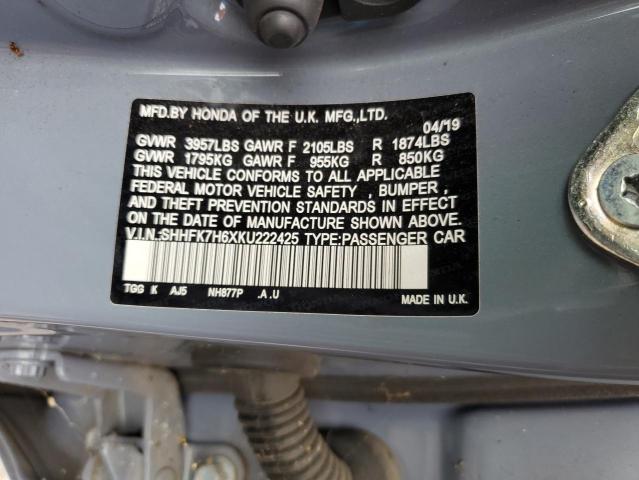 MFD.BY HONDA OF THE U.K. MFG.,LTD.
04/19
GVWR 3957LBS GAWR F 2105LBS R 1874LBS
GVWR 1795KG GAWR F 955KG R 850KG
THIS VEHICLE CONFORMS TO ALL APPLICABLE
FEDERAL MOTOR VEHICLE SAFETY , BUMPER ,
AND THEFT PREVENTION STANDARDS IN EFFECT
ON THE DATE OF MANUFACTURE SHOWN ABOVE.
V.I.N.:SHHFK7H6XKU222425 TYPE:PASSENGER CAR
TGG K AJ5 NH877P .A .U
MADE IN U.K.